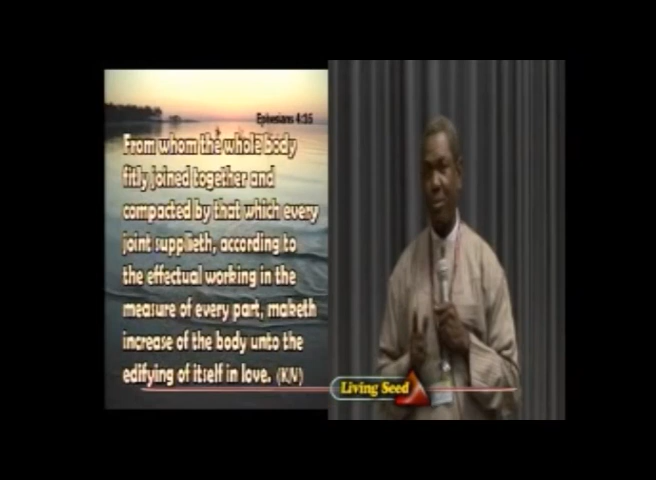 Ephesians 4:16
From whom the whole body
fitly joined together and
compacted by that which every
joint supplieth, according to
the effectual working in the
measure of every part, maketh
increase of the body unto the
edifying of itself in love. (KJV)
Living Seed